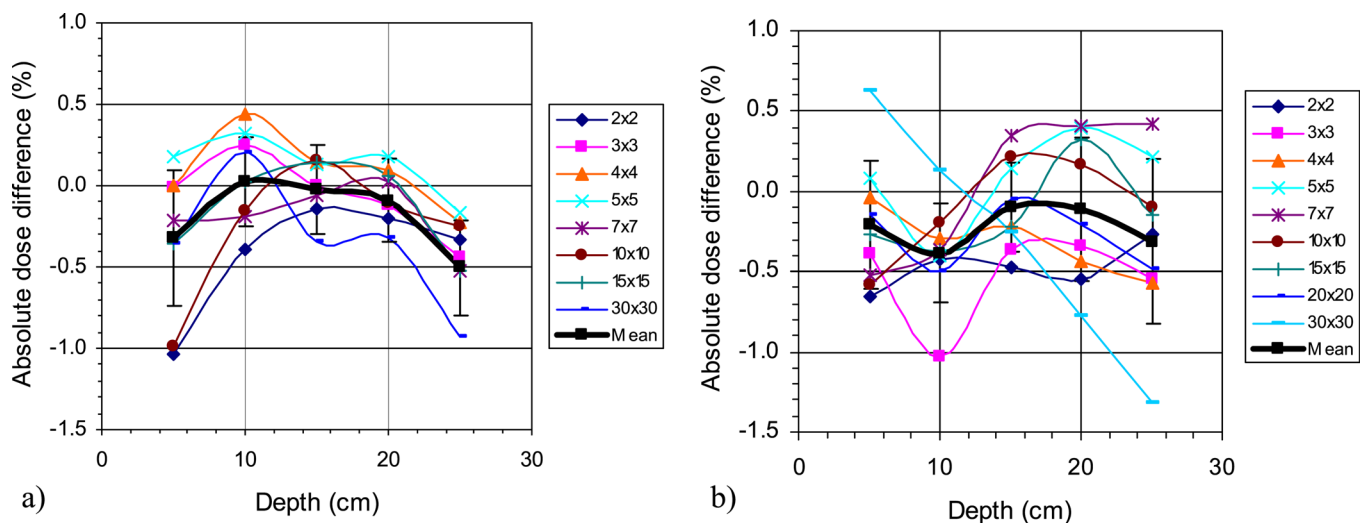 Absolute dose difference (%)
1.0
0.5
0.0
-0.5
-1.0
-1.5
0
10
20
30
Depth (cm)
a)
2x2
3x3
4x4
5x5
7x7
10x10
15x15
30x30
Mean
Absolute dose difference (%)
1.0
0.5
0.0
-0.5
-1.0
-1.5
0
10
20
30
Depth (cm)
b)
2x2
3x3
4x4
5x5
7x7
10x10
15x15
20x20
30x30
Mean